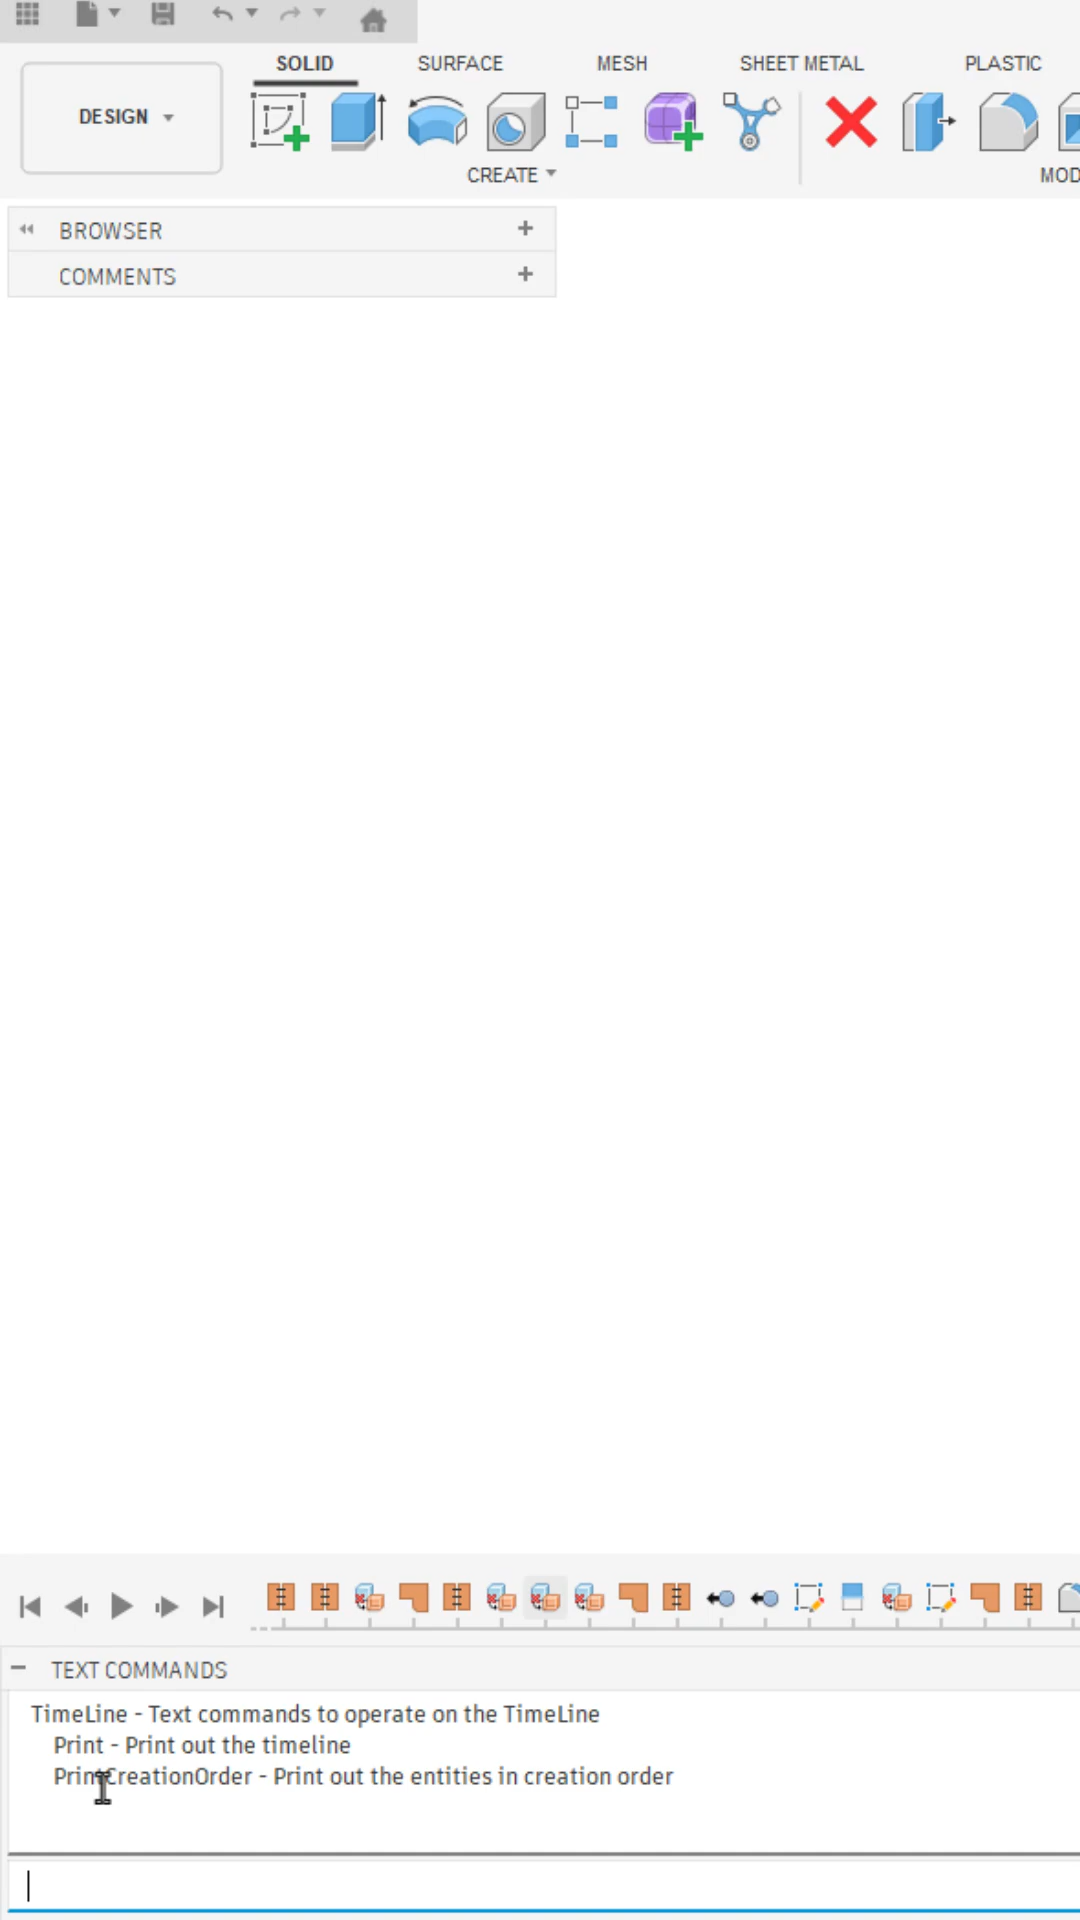 SOLID SURFACE MESH SHEET METAL PLASTIC
DESIGN
CREATE MOD
BROWSER
COMMENTS
TEXT COMMANDS
TimeLine - Text commands to operate on the TimeLine
Print - Print out the timeline
PrintCreationOrder - Print out the entities in creation order